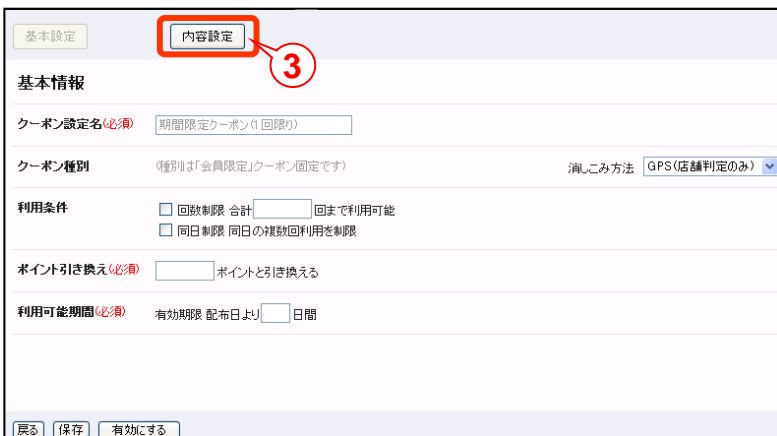 基本設定 内容設定
③
基本情報
クーポン設定名(必須) 期間限定クーポン(1回限り)
クーポン種別 (種別は「会員限定」クーポン固定です) 消しこみ方法 GPS(店舗判定のみ)
利用条件 回数制限 合計 回まで利用可能
同日制限 同日の複数回利用を制限
ポイント引き換え(必須) ポイントと引き換える
利用可能期間(必須) 有効期限 配布日より 日間
戻る 保存 有効にする